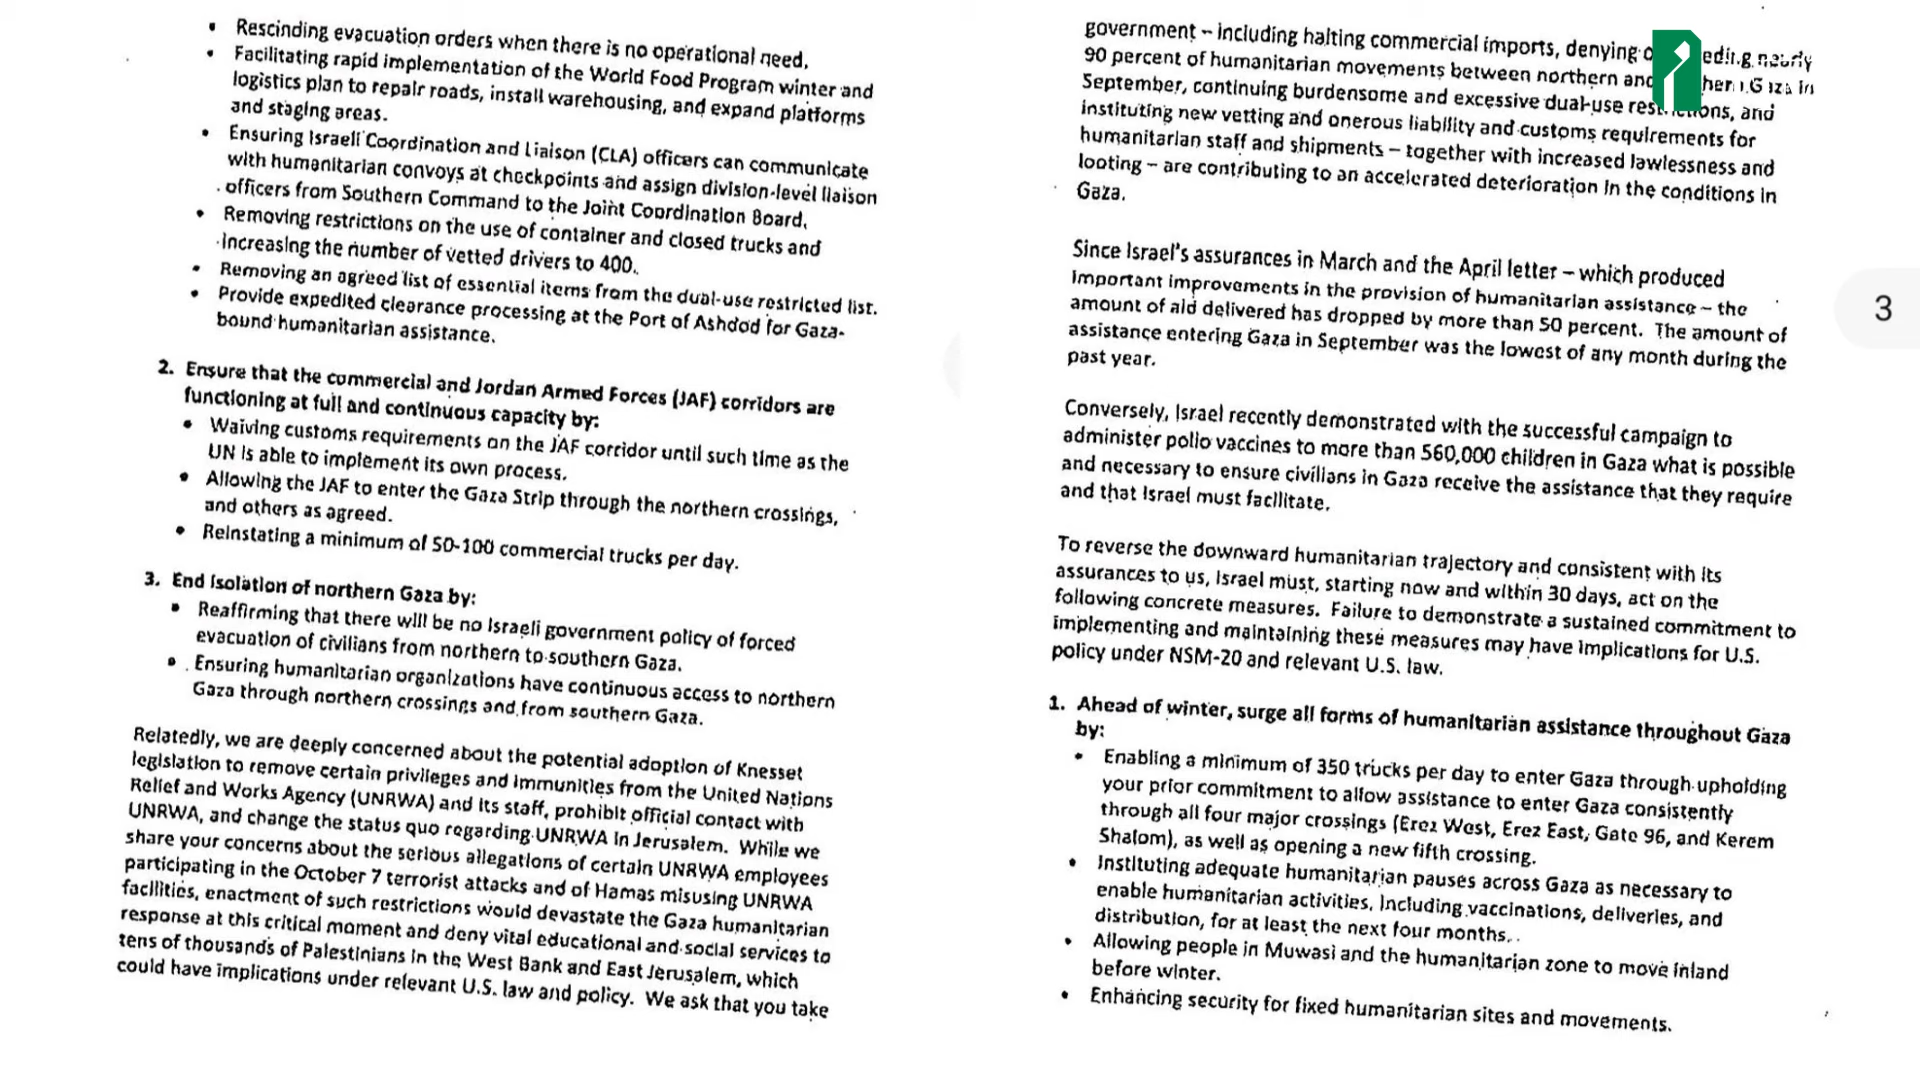 Rescinding evacuation orders when there is no operational need.
Facilitating rapid implementation of the World Food Program winter and
logistics plan to repair roads, install warehousing, and expand platforms
and staging areas.
Ensuring Israeli Coordination and Liaison (CLA) officers can communicate
with humanitarian convoys at checkpoints and assign division-level liaison
officers from Southern Command to the Joint Coordination Board.
Removing restrictions on the use of container and closed trucks and
increasing the number of vetted drivers to 400.
Removing an agreed list of essential items from the dual-use restricted list.
Provide expedited clearance processing at the Port of Ashdod for Gaza-
bound humanitarian assistance.
2. Ensure that the commercial and Jordan Armed Forces (JAF) corridors are
functioning at full and continuous capacity by:
Waiving customs requirements on the JAF corridor until such time as the
UN is able to implement its own process.
Allowing the JAF to enter the Gaza Strip through the northern crossings,
and others as agreed.
Reinstating a minimum of 50-100 commercial trucks per day.
3. End isolation of northern Gaza by:
Reaffirming that there will be no Israeli government policy of forced
evacuation of civilians from northern to southern Gaza.
Ensuring humanitarian organizations have continuous access to northern
Gaza through northern crossings and from southern Gaza.
Relatedly, we are deeply concerned about the potential adoption of Knesset
legislation to remove certain privileges and immunities from the United Nations
Relief and Works Agency (UNRWA) and its staff, prohibit official contact with
UNRWA, and change the status quo regarding UNRWA in Jerusalem. While we
share your concerns about the serious allegations of certain UNRWA employees
participating in the October 7 terrorist attacks and of Hamas misusing UNRWA
facilities, enactment of such restrictions would devastate the Gaza humanitarian
response at this critical moment and deny vital educational and social services to
tens of thousands of Palestinians in the West Bank and East Jerusalem, which
could have implications under relevant U.S. law and policy. We ask that you take
government – including halting commercial imports, denying nearly
90 percent of humanitarian movements between northern and Gaza in
September, continuing burdensome and excessive dual-use and
instituting new vetting and onerous liability and customs requirements for
humanitarian staff and shipments – together with increased lawlessness and
looting – are contributing to an accelerated deterioration in the conditions in
Gaza.
Since Israel's assurances in March and the April letter – which produced
important improvements in the provision of humanitarian assistance – the
amount of aid delivered has dropped by more than 50 percent. The amount of
assistance entering Gaza in September was the lowest of any month during the
past year.
Conversely, Israel recently demonstrated with the successful campaign to
administer polio vaccines to more than 560,000 children in Gaza what is possible
and necessary to ensure civilians in Gaza receive the assistance that they require
and that Israel must facilitate.
To reverse the downward humanitarian trajectory and consistent with its
assurances to us, Israel must, starting now and within 30 days, act on the
following concrete measures. Failure to demonstrate a sustained commitment to
implementing and maintaining these measures may have implications for U.S.
policy under NSM-20 and relevant U.S. law.
1. Ahead of winter, surge all forms of humanitarian assistance throughout Gaza
by:
Enabling a minimum of 350 trucks per day to enter Gaza through upholding
your prior commitment to allow assistance to enter Gaza consistently
through all four major crossings (Erez West, Erez East, Gate 96, and Kerem
Shalom), as well as opening a new fifth crossing.
Instituting adequate humanitarian pauses across Gaza as necessary to
enable humanitarian activities, including vaccinations, deliveries, and
distribution, for at least the next four months.
Allowing people in Muwasi and the humanitarian zone to move inland
before winter.
Enhancing security for fixed humanitarian sites and movements.
3